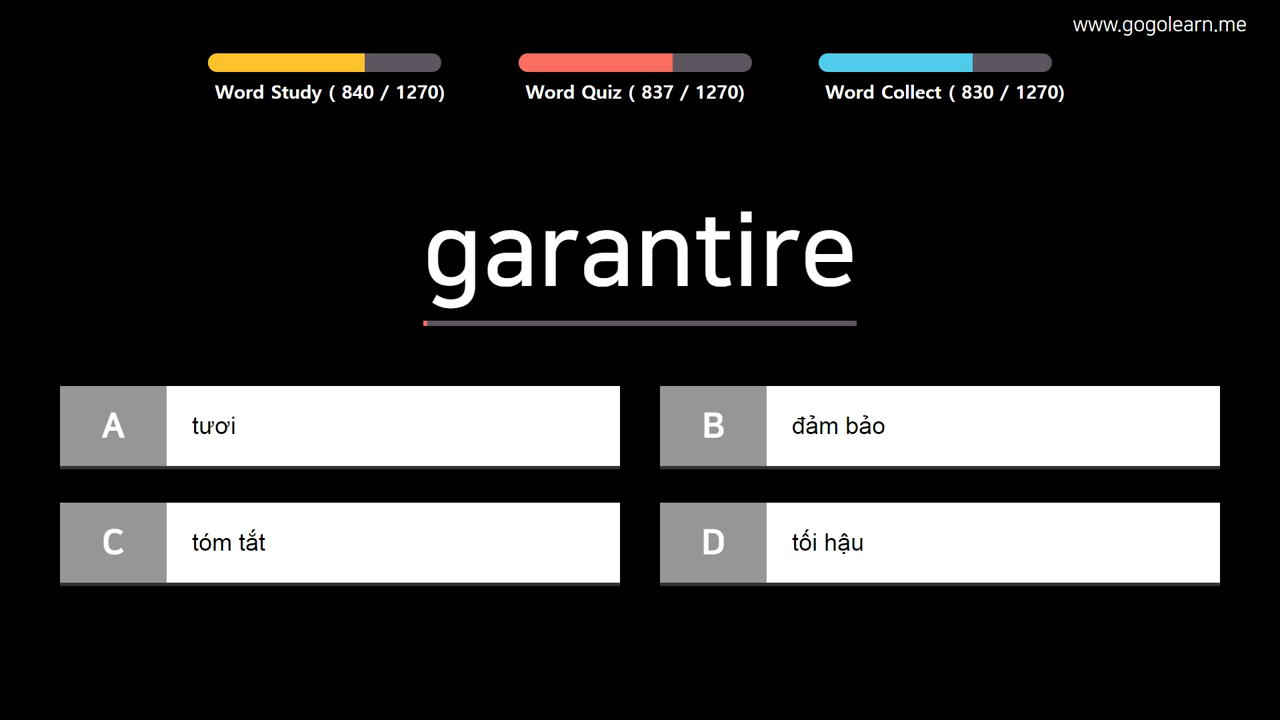 www.gogolearn.me
Word Study ( 840 / 1270)
Word Quiz ( 837 / 1270)
Word Collect ( 830 / 1270)
garantire
A
tươi
B
đảm bảo
C
tóm tắt
D
tối hậu